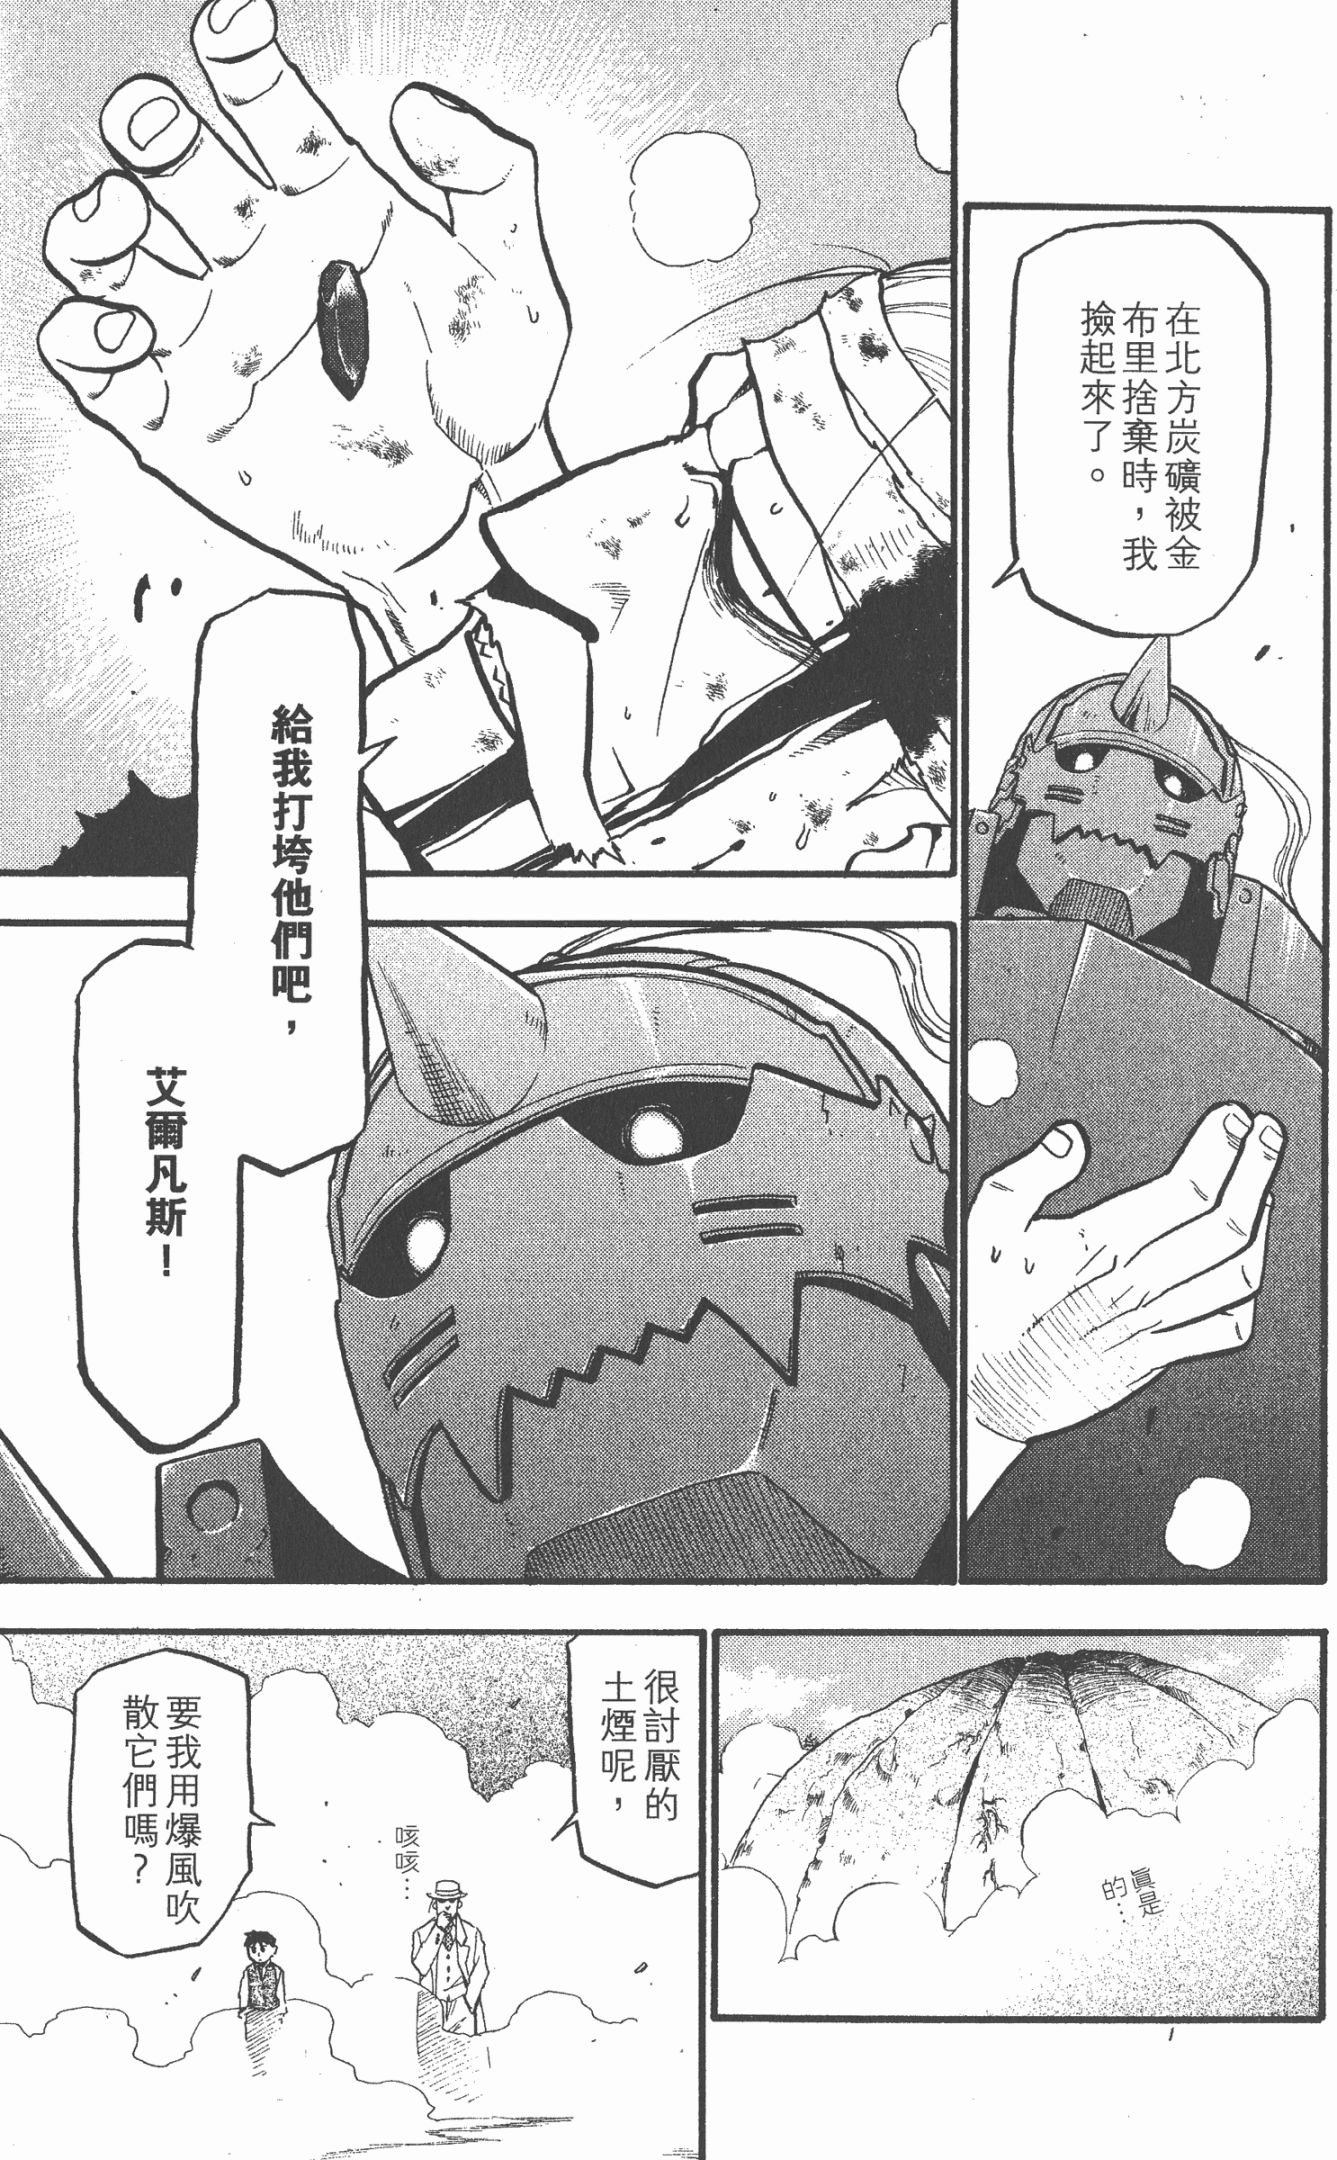 在北方炭礦被金
布里捨棄時，我
撿起來了。
給我打垮他們吧，
艾爾凡斯！
眞是
的…
很討厭的
土煙呢，
咳咳…
要我用爆風吹
散它們嗎？